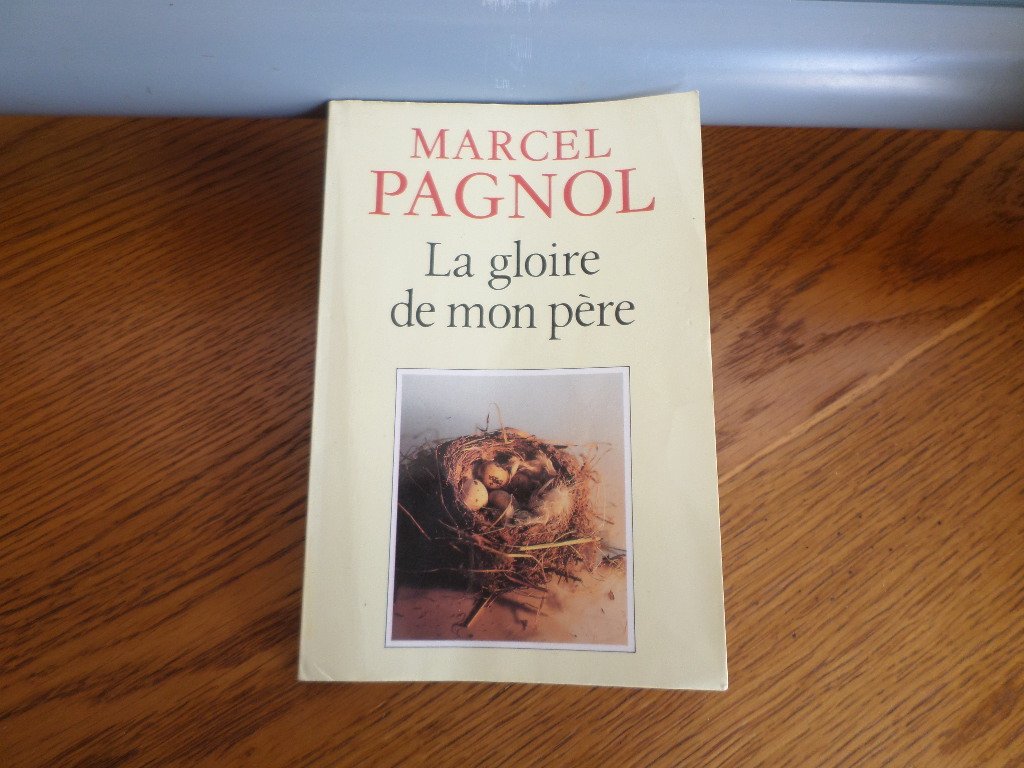 MARCEL
PAGNOL
La gloire
de mon père